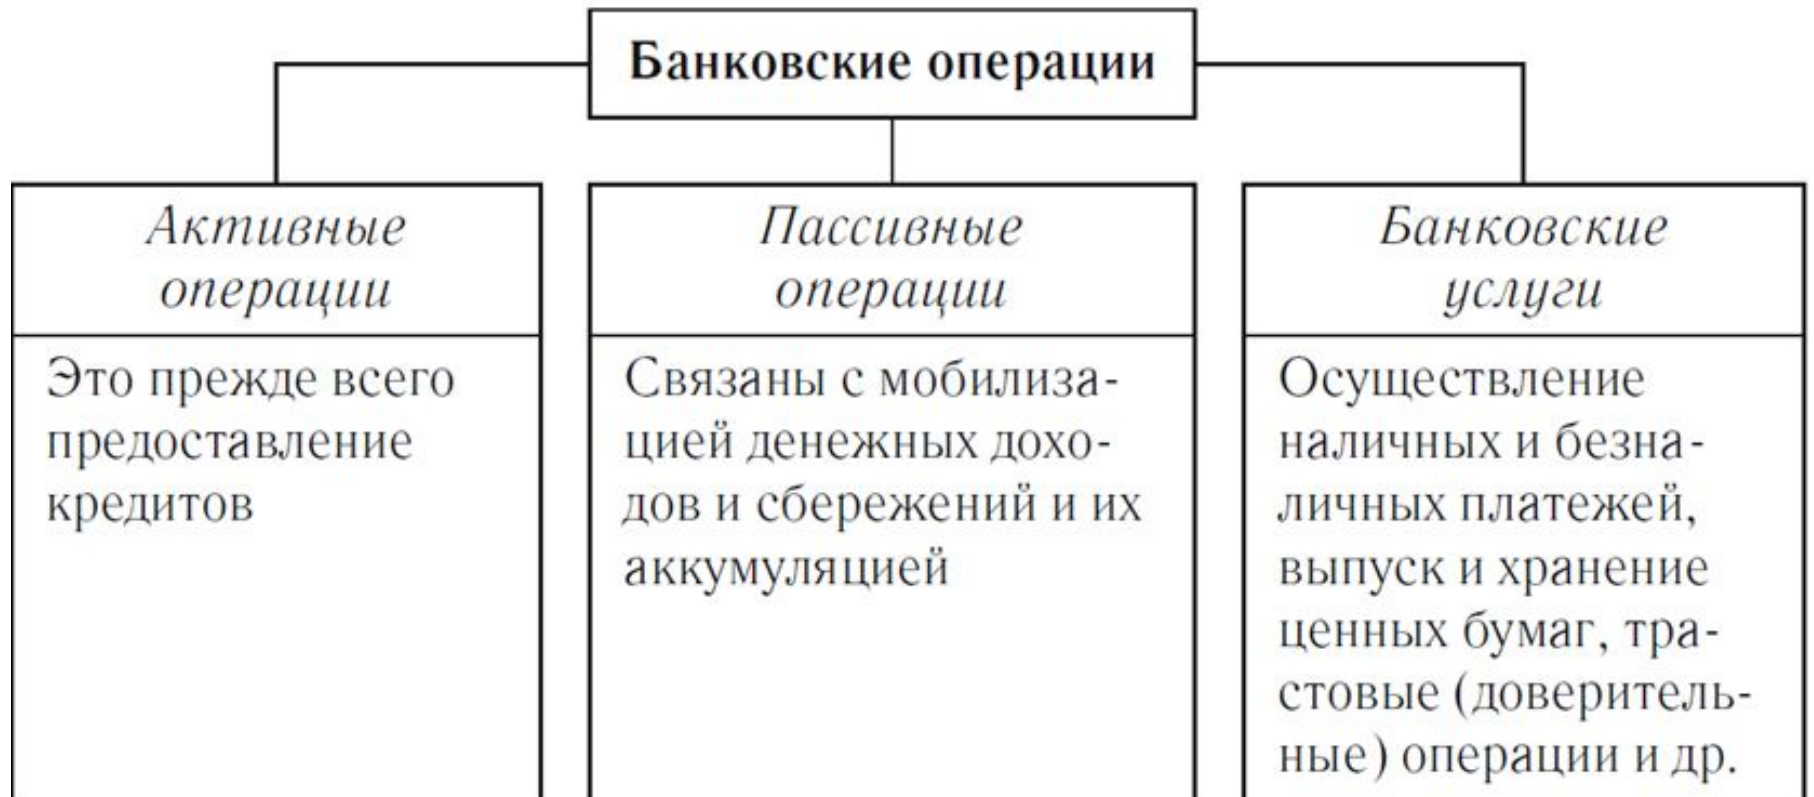 Банковские операции
Активные
операции
Это прежде всего
предоставление
кредитов
Пассивные
операции
Связаны с мобилиза-
цией денежных дохо-
дов и сбережений и их
аккумуляцией
Банковские
услуги
Осуществление
наличных и безна-
личных платежей,
выпуск и хранение
ценных бумаг, тра-
стовые (доверитель-
ные) операции и др.